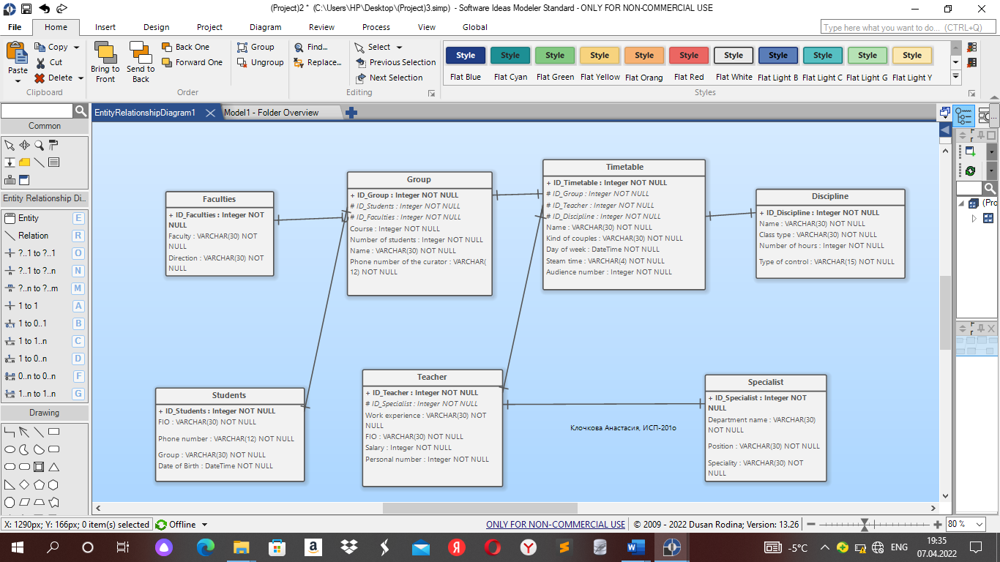 (Project)2 * (C:\Users\HP\Desktop\(Project)3.simp) - Software Ideas Modeler Standard - ONLY FOR NON-COMMERCIAL USE
File Home Insert Design Project Diagram Review Process View Global
Type here what you want to do... (CTRL+Q)
Paste
Copy
Cut
Delete
Clipboard
Bring to Front
Send to Back
Back One
Forward One
Order
Group
Ungroup
Find...
Replace...
Select
Previous Selection
Next Selection
Editing
Style Style Style Style Style Style Style Style Style Style Style
Flat Blue Flat Cyan Flat Green Flat Yellow Flat Orang Flat Red Flat White Flat Light B Flat Light C Flat Light G Flat Light Y
Styles
EntityRelationshipDiagram1
Model1 - Folder Overview
Common
Entity Relationship Di...
Entity E
Relation R
?..1 to ?..1 O
?..1 to ?..n N
?..n to ?..m M
1 to 1 A
1 to 0..1 B
1 to 1..n C
1 to 0..n D
0..n to 0..n F
1..n to 1..n G
Drawing
Faculties
+ ID_Faculties : Integer NOT
NULL
Faculty : VARCHAR(30) NOT
NULL
Direction : VARCHAR(30) NOT
NULL
Group
+ ID_Group : Integer NOT NULL
# ID_Students : Integer NOT NULL
# ID_Faculties : Integer NOT NULL
Course : Integer NOT NULL
Number of students : Integer NOT NULL
Name : VARCHAR(30) NOT NULL
Phone number of the curator : VARCHAR(
12) NOT NULL
Timetable
+ ID_Timetable : Integer NOT NULL
# ID_Group : Integer NOT NULL
# ID_Teacher : Integer NOT NULL
# ID_Discipline : Integer NOT NULL
Name : VARCHAR(30) NOT NULL
Kind of couples : VARCHAR(30) NOT NULL
Day of week : DateTime NOT NULL
Steam time : VARCHAR(4) NOT NULL
Audience number : Integer NOT NULL
Discipline
+ ID_Discipline : Integer NOT NULL
Name : VARCHAR(30) NOT NULL
Class type : VARCHAR(30) NOT NULL
Number of hours : Integer NOT NULL
Type of control : VARCHAR(15) NOT NULL
Students
+ ID_Students : Integer NOT NULL
FIO : VARCHAR(30) NOT NULL
Phone number : VARCHAR(12) NOT NULL
Group : VARCHAR(30) NOT NULL
Date of Birth : DateTime NOT NULL
Teacher
+ ID_Teacher : Integer NOT NULL
# ID_Specialist : Integer NOT NULL
Work experience : VARCHAR(30) NOT
NULL
FIO : VARCHAR(30) NOT NULL
Salary : Integer NOT NULL
Personal number : Integer NOT NULL
Specialist
+ ID_Specialist : Integer NOT
NULL
Department name : VARCHAR(30)
NOT NULL
Position : VARCHAR(30) NOT NULL
Speciality : VARCHAR(30) NOT
NULL
Клочкова Анастасия, ИСП-201о
(Pro
X: 1290px; Y: 166px; 0 item(s) selected
Offline
ONLY FOR NON-COMMERCIAL USE
© 2009 - 2022 Dusan Rodina; Version: 13.26
80 %
-5°C
ENG
19:35
07.04.2022